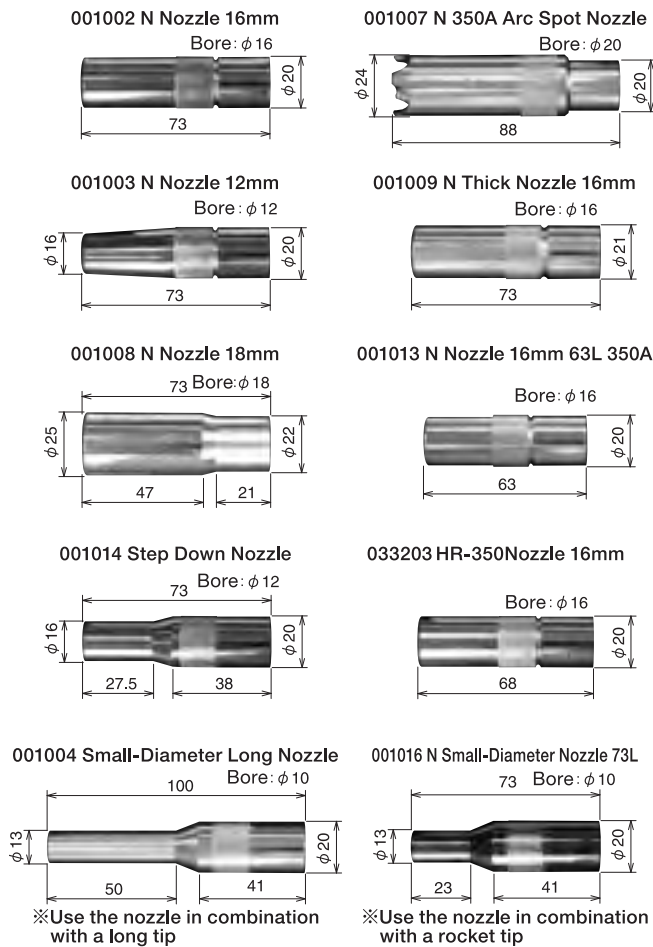 001002 N Nozzle 16mm
Bore: φ16
φ20
73
001007 N 350A Arc Spot Nozzle
Bore: φ20
φ24
φ20
88
001003 N Nozzle 12mm
Bore: φ12
φ16
φ20
73
001009 N Thick Nozzle 16mm
Bore: φ16
φ21
73
001008 N Nozzle 18mm
73 Bore: φ18
φ25
φ22
47 21
001013 N Nozzle 16mm 63L 350A
Bore: φ16
φ20
63
001014 Step Down Nozzle
73 Bore: φ12
φ16
φ20
27.5 38
033203 HR-350Nozzle 16mm
Bore: φ16
φ20
68
001004 Small-Diameter Long Nozzle
100 Bore: φ10
φ13
φ20
50 41
※Use the nozzle in combination
with a long tip
001016 N Small-Diameter Nozzle 73L
73 Bore: φ10
φ13
φ20
23 41
※Use the nozzle in combination
with a rocket tip